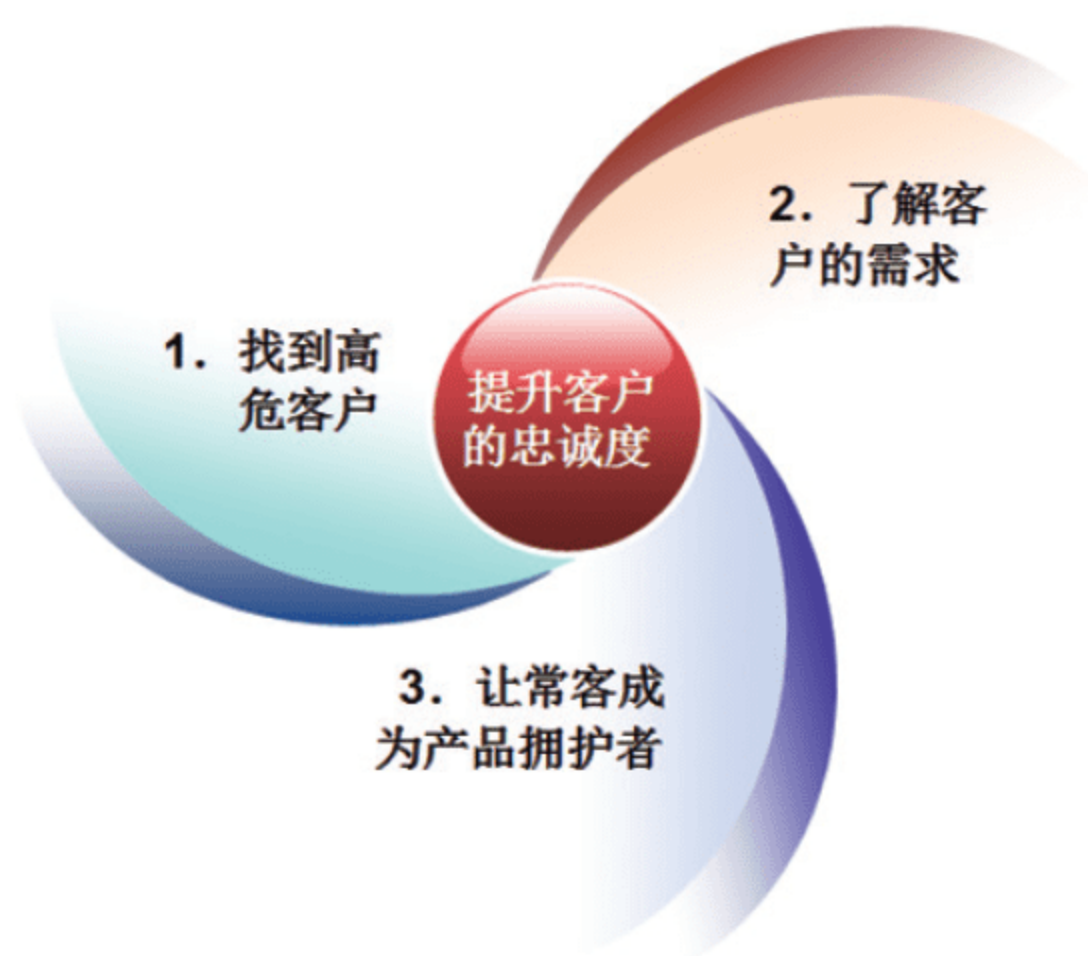 1. 找到高
危客户
2. 了解客
户的需求
提升客户
的忠诚度
3. 让常客成
为产品拥护者